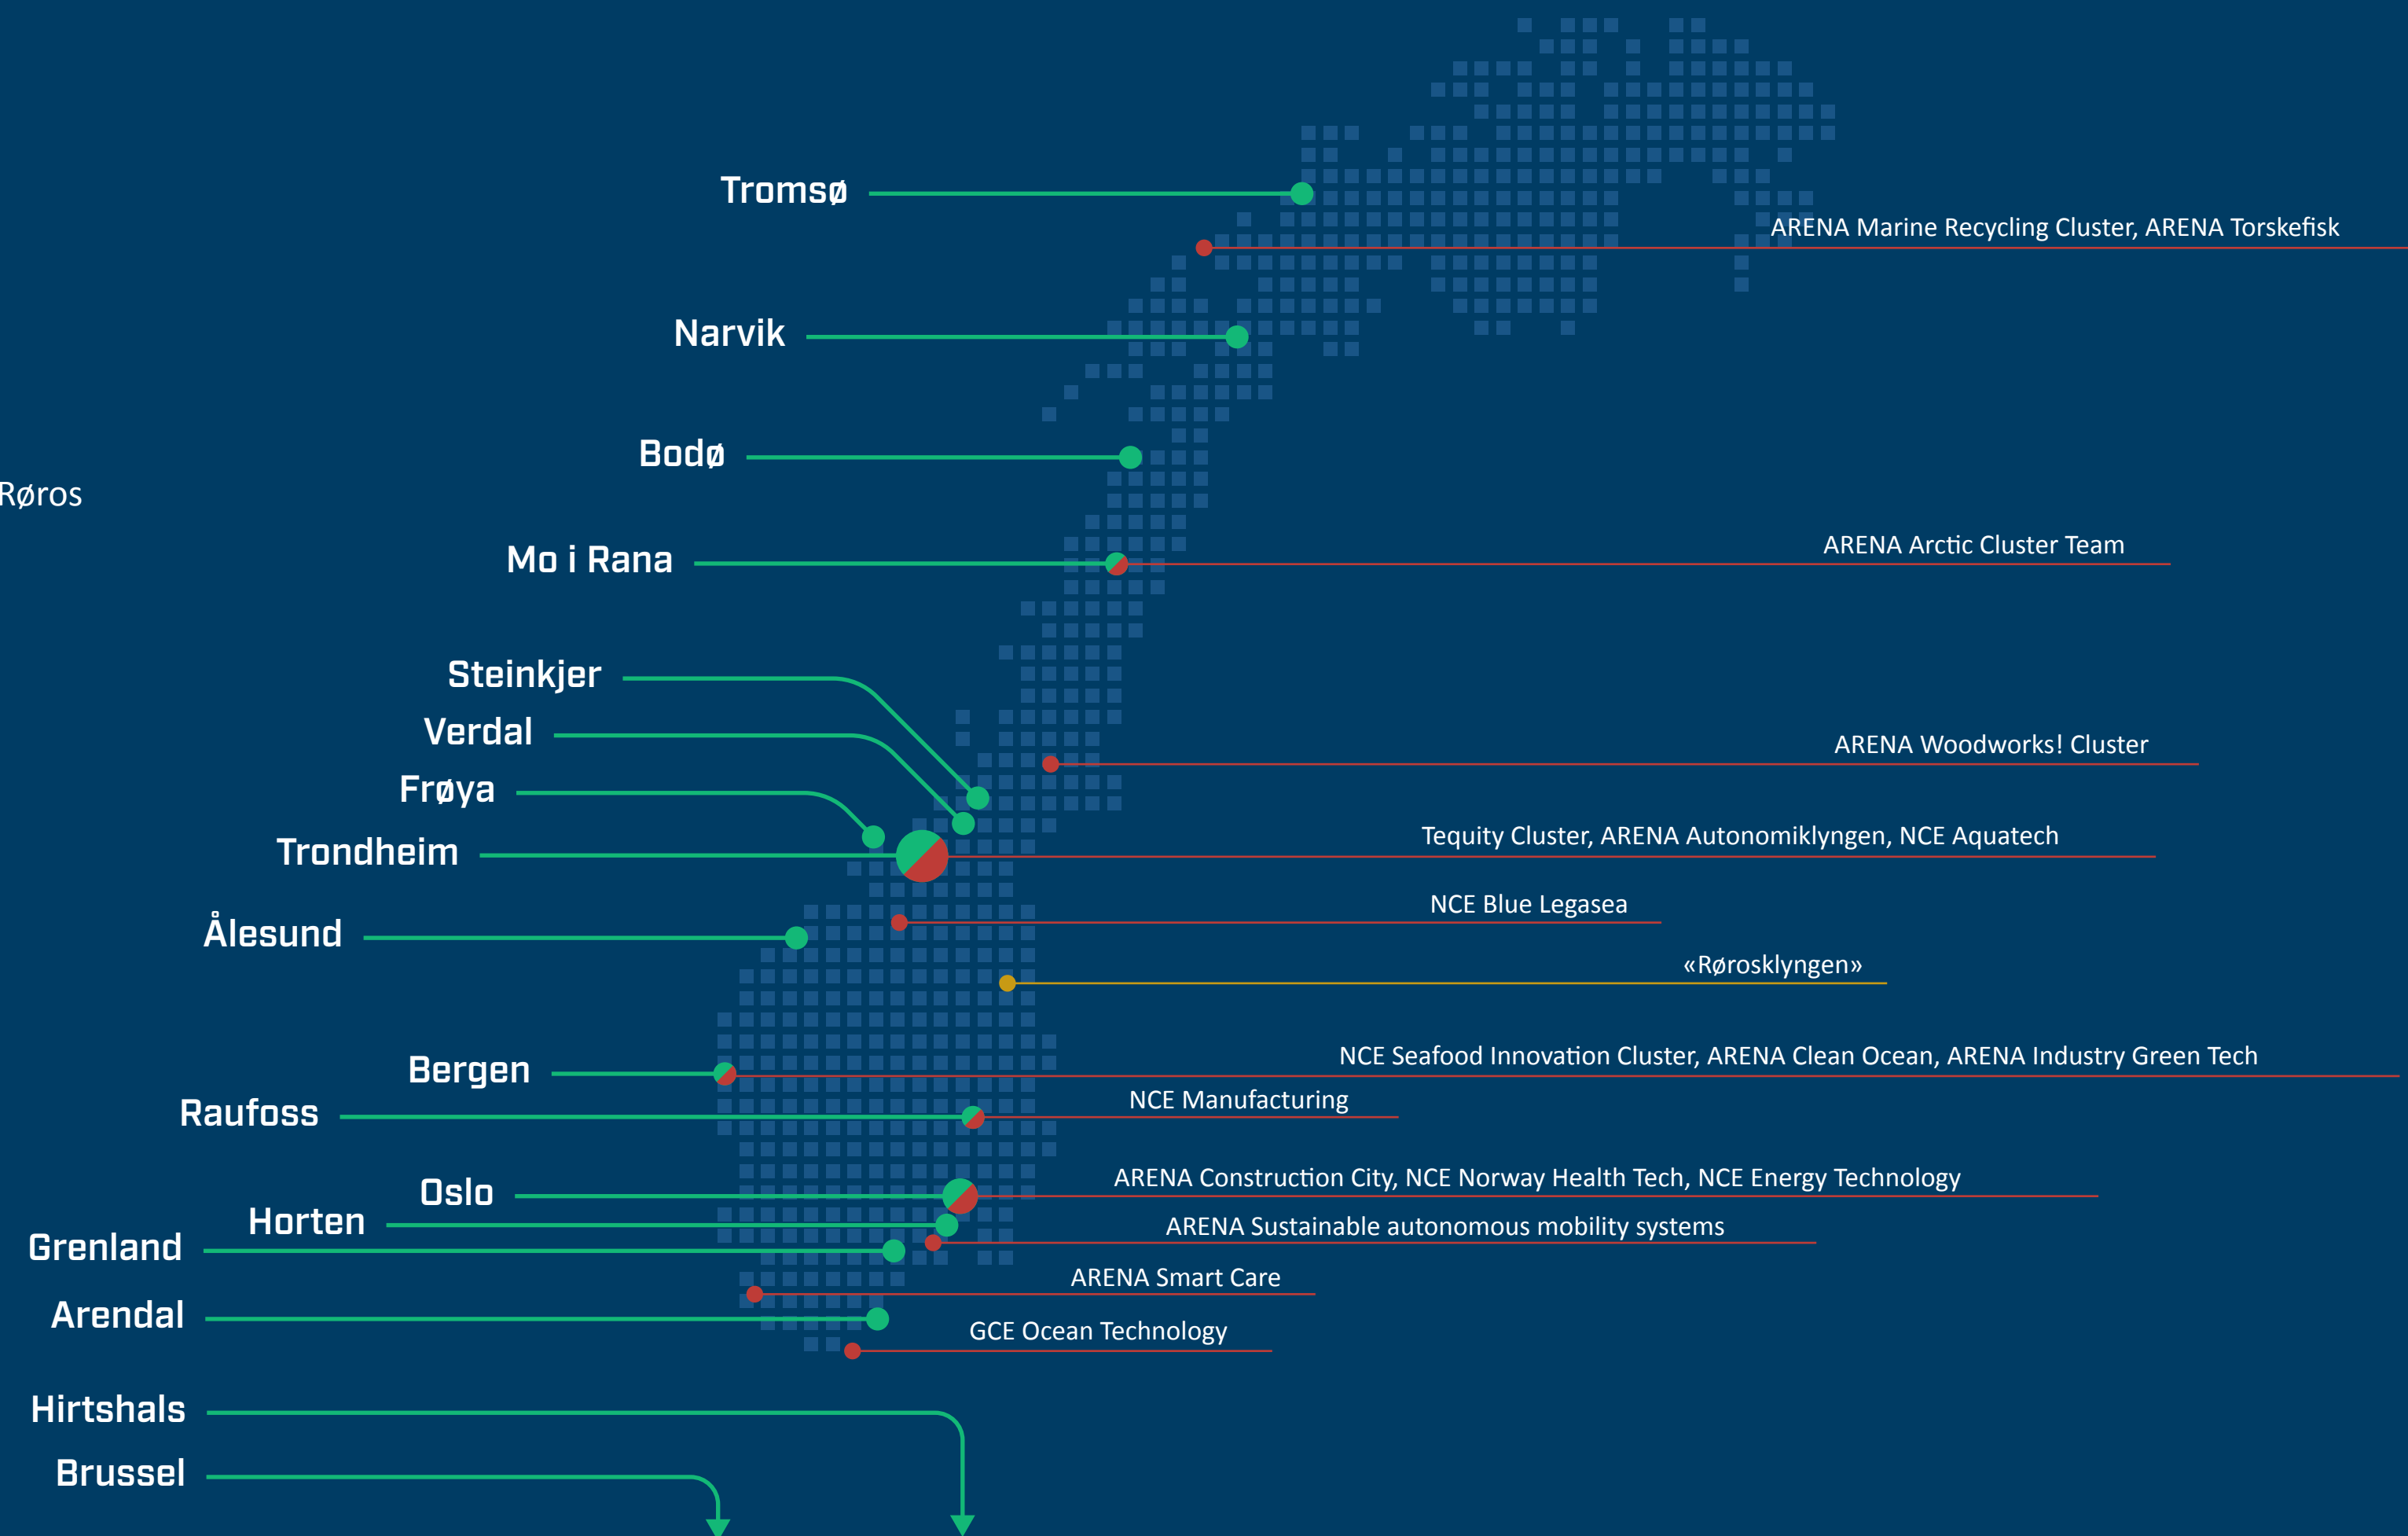 Tromsø
ARENA Marine Recycling Cluster, ARENA Torskefisk
Narvik
Bodø
Røros
Mo i Rana
ARENA Arctic Cluster Team
Steinkjer
Verdal
ARENA Woodworks! Cluster
Frøya
Trondheim
Tequity Cluster, ARENA Autonomiklyngen, NCE Aquatech
NCE Blue Legasea
Ålesund
«Rørosklyngen»
Bergen
NCE Seafood Innovation Cluster, ARENA Clean Ocean, ARENA Industry Green Tech
Raufoss
NCE Manufacturing
Oslo
ARENA Construction City, NCE Norway Health Tech, NCE Energy Technology
Horten
ARENA Sustainable autonomous mobility systems
Grenland
ARENA Smart Care
Arendal
GCE Ocean Technology
Hirtshals
Brussel